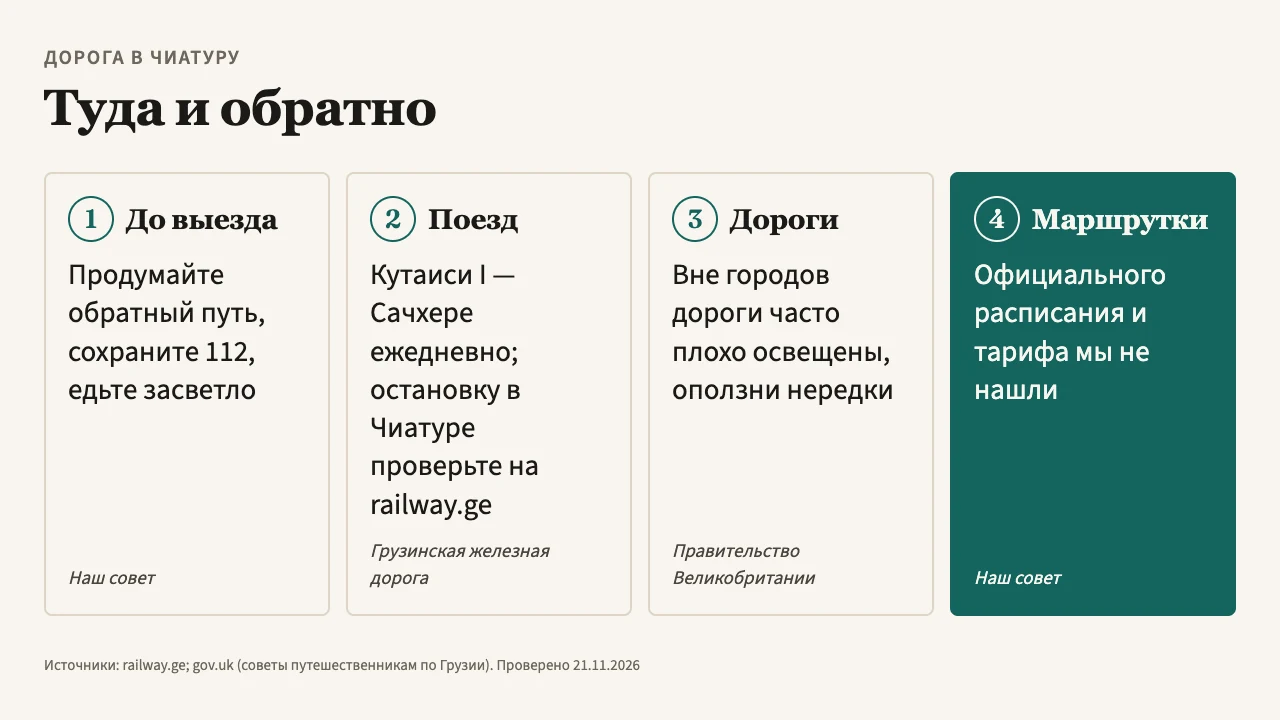 ДОРОГА В ЧИАТУРУ
Туда и обратно
1 До выезда
Продумайте
обратный путь,
сохраните 112,
едьте засветло
Наш совет
2 Поезд
Кутаиси I —
Сачхере
ежедневно;
остановку в
Чиатуре
проверьте на
railway.ge
Грузинская железная
дорога
3 Дороги
Вне городов
дороги часто
плохо освещены,
оползни нередки
Правительство
Великобритании
4 Маршрутки
Официального
расписания и
тарифа мы не
нашли
Наш совет
Источники: railway.ge; gov.uk (советы путешественникам по Грузии). Проверено 21.11.2026